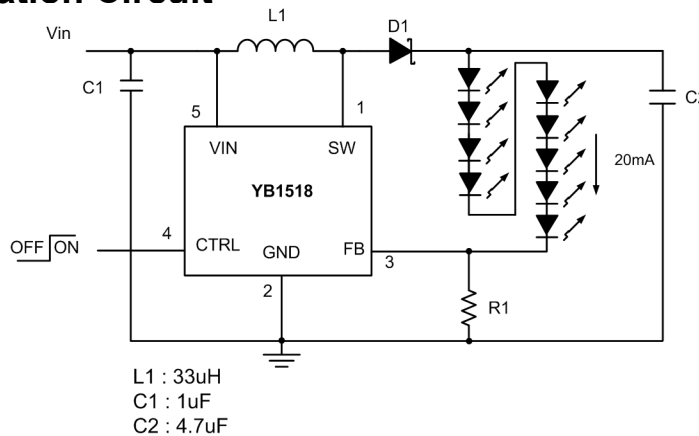 L1
Vin
D1
C1
C2
5
1
VIN
SW
YB1518
20mA
4
OFF ON
CTRL
GND
FB
3
2
R1
L1 : 33uH
C1 : 1uF
C2 : 4.7uF